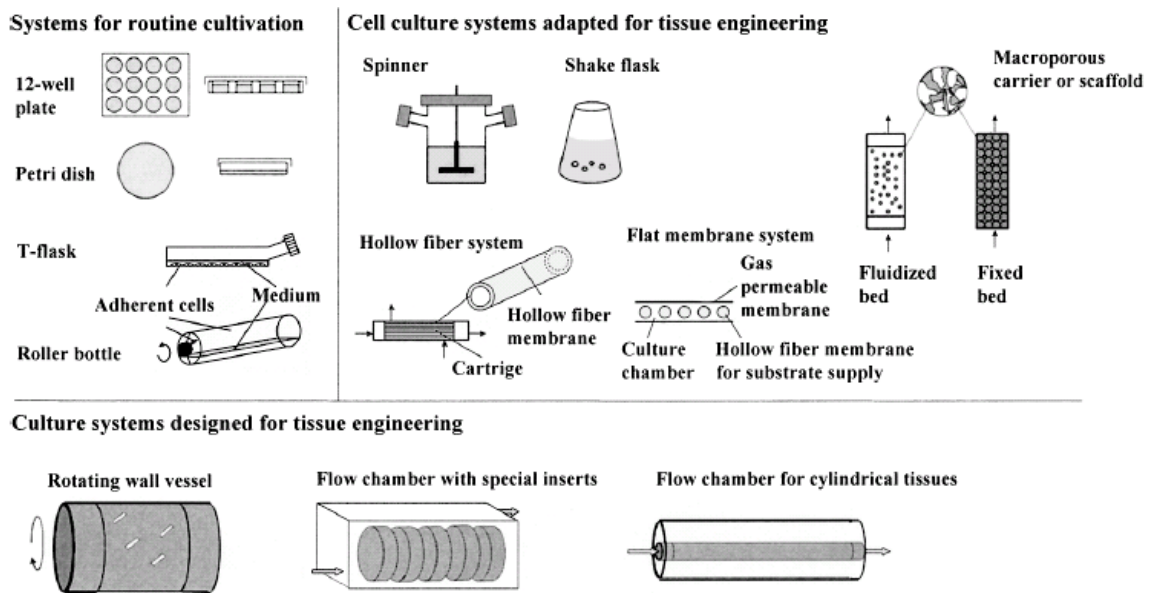 Systems for routine cultivation
12-well
plate
Petri dish
T-flask
Adherent cells
Medium
Roller bottle
Cell culture systems adapted for tissue engineering
Spinner
Shake flask
Macroporous
carrier or scaffold
Hollow fiber system
Hollow fiber
membrane
Cartrige
Flat membrane system
Gas
permeable
membrane
Culture
chamber
Hollow fiber membrane
for substrate supply
Fluidized
bed
Fixed
bed
Culture systems designed for tissue engineering
Rotating wall vessel
Flow chamber with special inserts
Flow chamber for cylindrical tissues